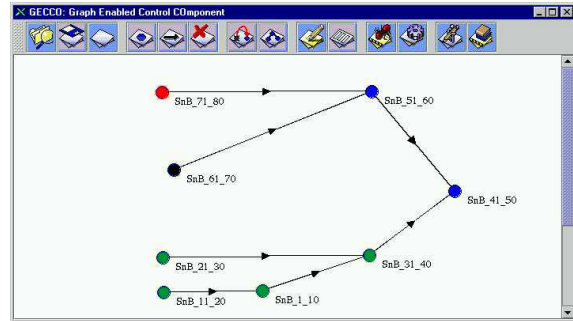 GECCO: Graph Enabled Control COmponent
SnB_71_80
SnB_51_60
SnB_61_70
SnB_41_50
SnB_21_30
SnB_31_40
SnB_11_20
SnB_1_10